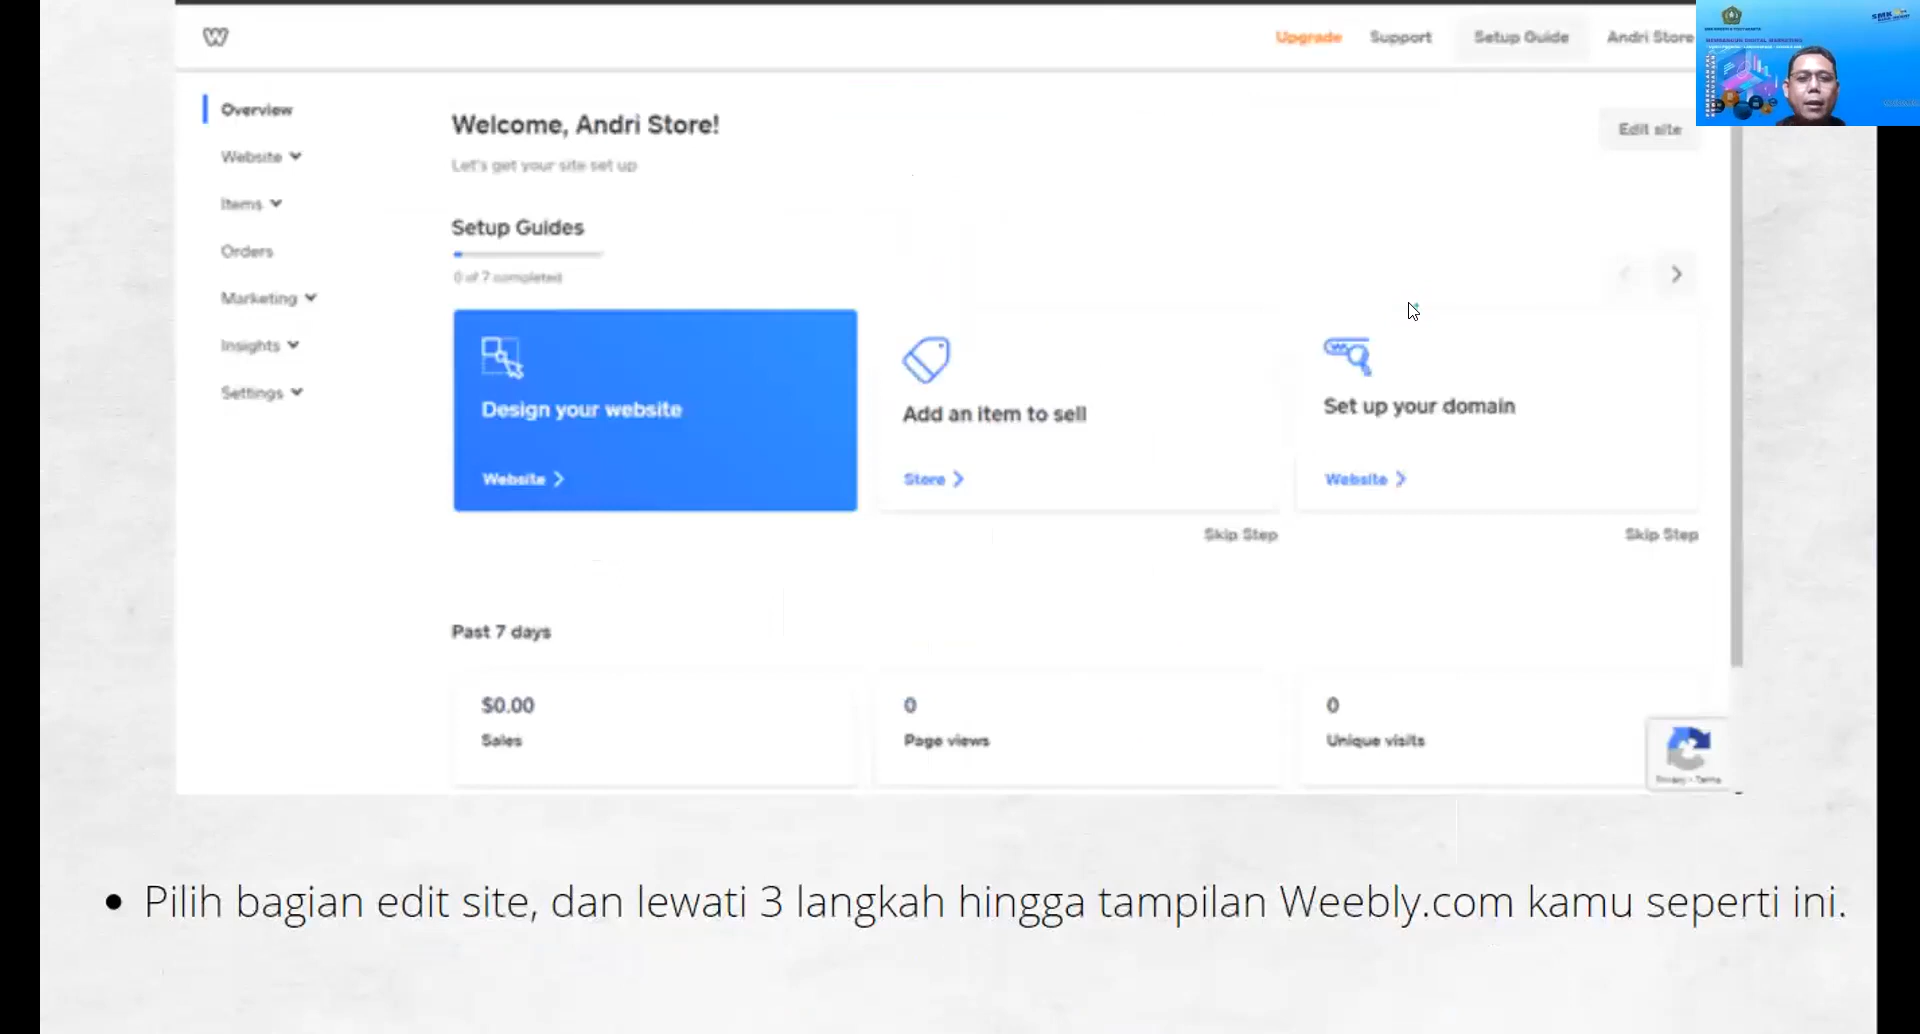 Upgrade Support Setup Guide Andri Store
SMK
Overview
Website
Items
Orders
Marketing
Insights
Settings
Welcome, Andri Store!
Let's get your site set up
Edit site
Setup Guides
0 of 7 completed
Design your website
Website
Add an item to sell
Store
Skip Step
Set up your domain
Website
Skip Step
Past 7 days
$0.00
Sales
0
Page views
0
Unique visits
Privacy - Terms
• Pilih bagian edit site, dan lewati 3 langkah hingga tampilan Weebly.com kamu seperti ini.